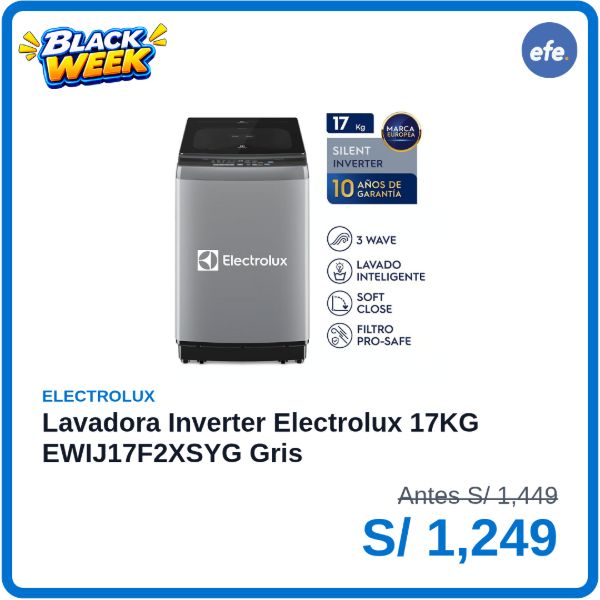 BLACK
WEEK
efe.
17 Kg
MARCA
EUROPEA
SILENT
INVERTER
10 AÑOS DE
GARANTÍA
Electrolux
3 WAVE
LAVADO
INTELIGENTE
SOFT
CLOSE
FILTRO
PRO-SAFE
ELECTROLUX
Lavadora Inverter Electrolux 17KG
EWIJ17F2XSYG Gris
Antes S/ 1,449
S/ 1,249